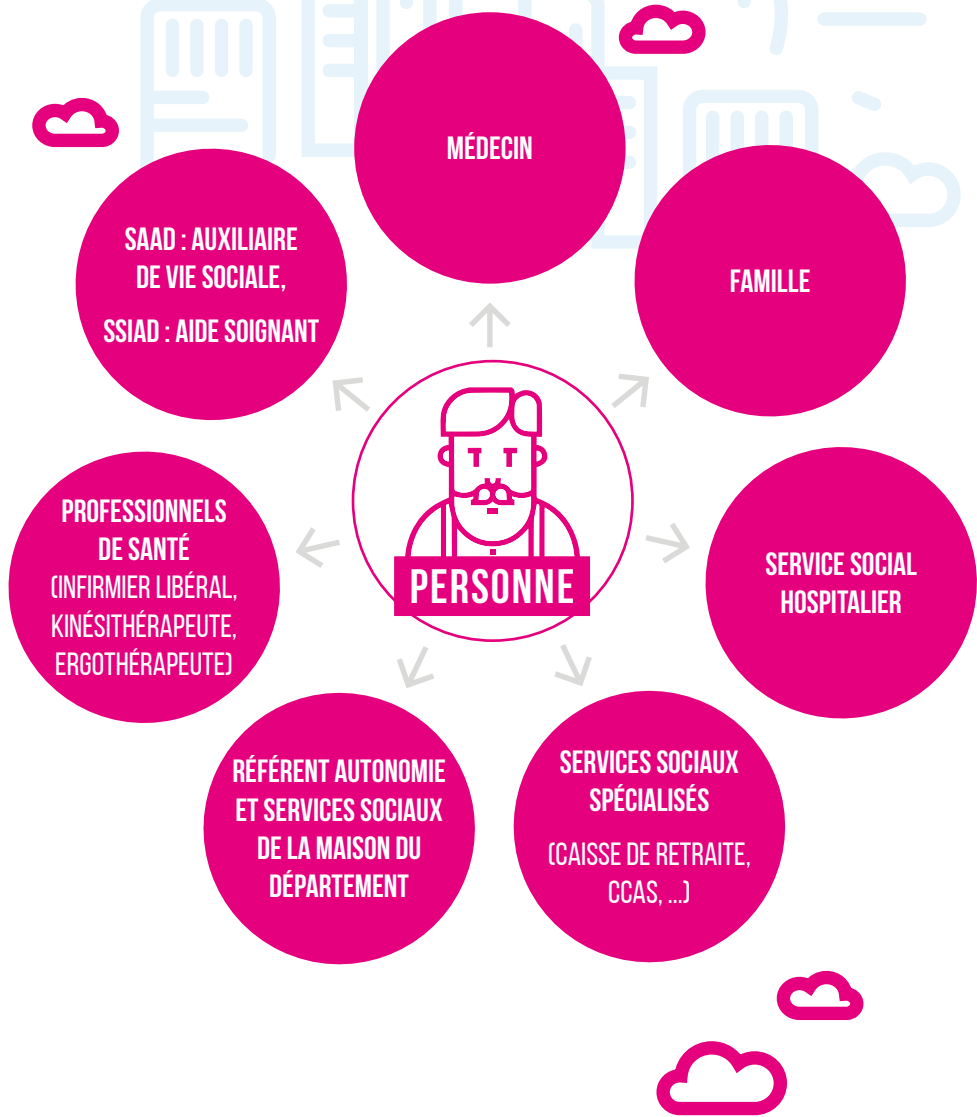 MÉDECIN
FAMILLE
SERVICE SOCIAL
HOSPITALIER
SERVICES SOCIAUX
SPÉCIALISÉS
(CAISSE DE RETRAITE,
CCAS, ...)
RÉFÉRENT AUTONOMIE
ET SERVICES SOCIAUX
DE LA MAISON DU
DÉPARTEMENT
PROFESSIONNELS
DE SANTÉ
(INFIRMIER LIBÉRAL,
KINÉSITHÉRAPEUTE,
ERGOTHÉRAPEUTE)
SAAD : AUXILIAIRE
DE VIE SOCIALE,
SSIAD : AIDE SOIGNANT
PERSONNE